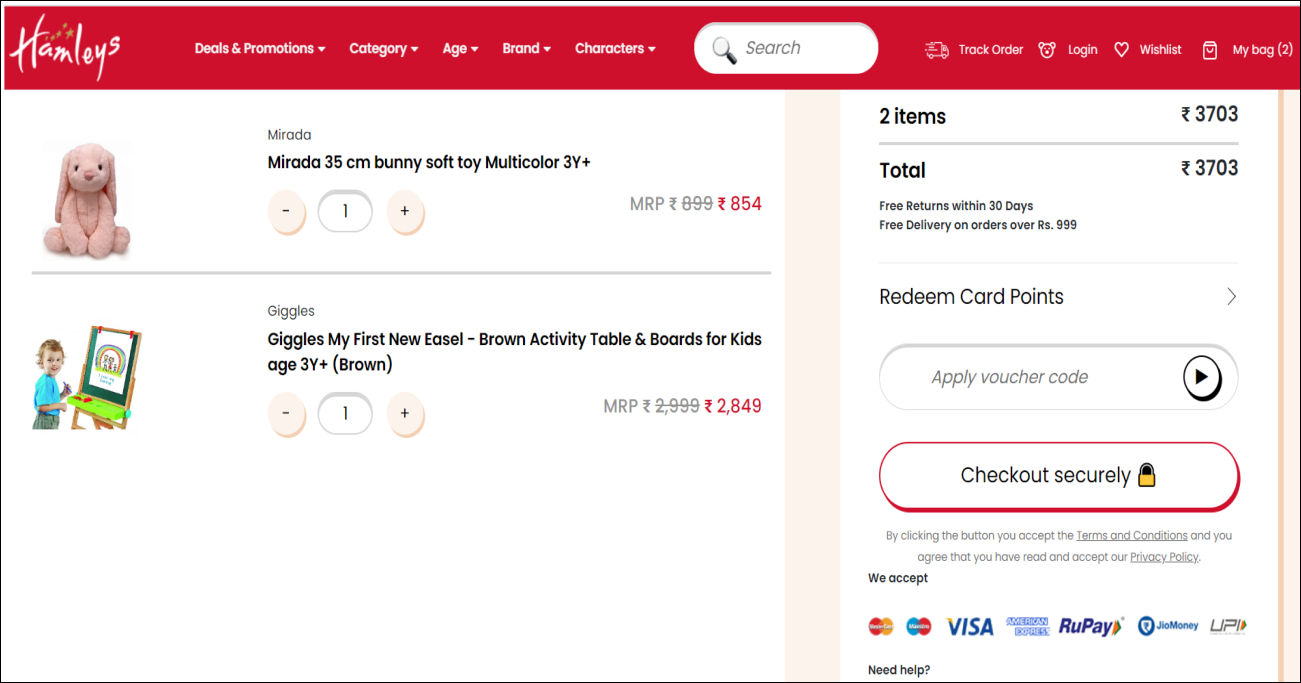 Hamleys
Deals & Promotions
Category
Age
Brand
Characters
Search
Track Order
Login
Wishlist
My bag (2)
Mirada
Mirada 35 cm bunny soft toy Multicolor 3Y+
-
1
+
MRP ₹ 899 ₹ 854
Giggles
Giggles My First New Easel - Brown Activity Table & Boards for Kids
age 3Y+ (Brown)
-
1
+
MRP ₹ 2,999 ₹ 2,849
2 items ₹ 3703
Total ₹ 3703
Free Returns within 30 Days
Free Delivery on orders over Rs. 999
Redeem Card Points
Apply voucher code
Checkout securely
By clicking the button you accept the Terms and Conditions and you
agree that you have read and accept our Privacy Policy.
We accept
MasterCard Maestro VISA AMERICAN EXPRESS RuPay JioMoney UPI
Need help?